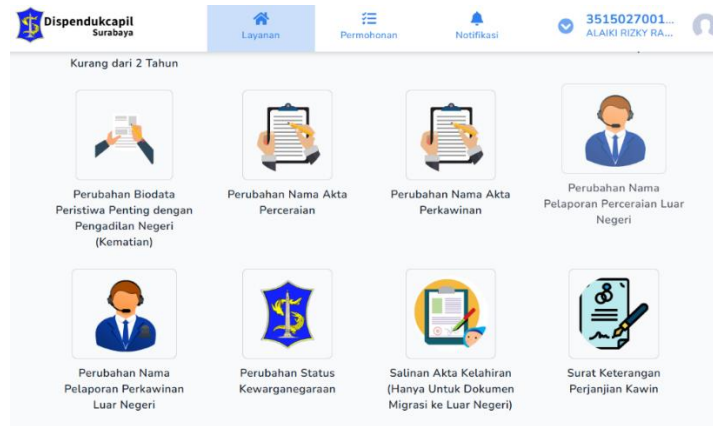 Dispendukcapil
Surabaya
Layanan
Permohonan
Notifikasi
3515027001...
ALAIKI RIZKY RA...
Kurang dari 2 Tahun
Perubahan Biodata
Peristiwa Penting dengan
Pengadilan Negeri
(Kematian)
Perubahan Nama Akta
Perceraian
Perubahan Nama Akta
Perkawinan
Perubahan Nama
Pelaporan Perceraian Luar
Negeri
Perubahan Nama
Pelaporan Perkawinan
Luar Negeri
Perubahan Status
Kewarganegaraan
Salinan Akta Kelahiran
(Hanya Untuk Dokumen
Migrasi ke Luar Negeri)
Surat Keterangan
Perjanjian Kawin